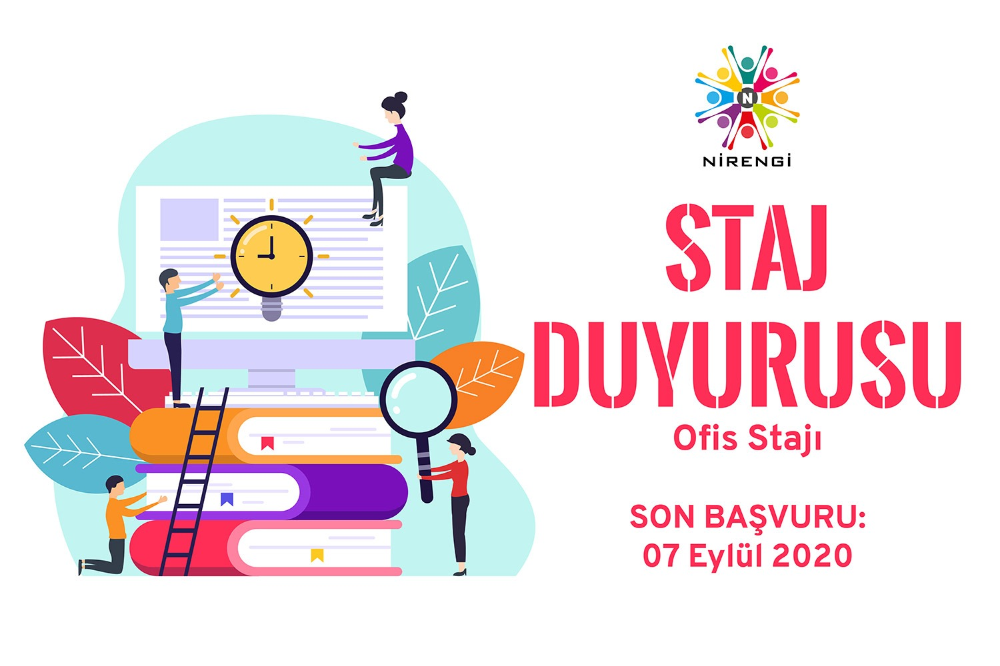 N
NİRENGİ
STAJ
DUYURUSU
Ofis Stajı
SON BAŞVURU:
07 Eylül 2020